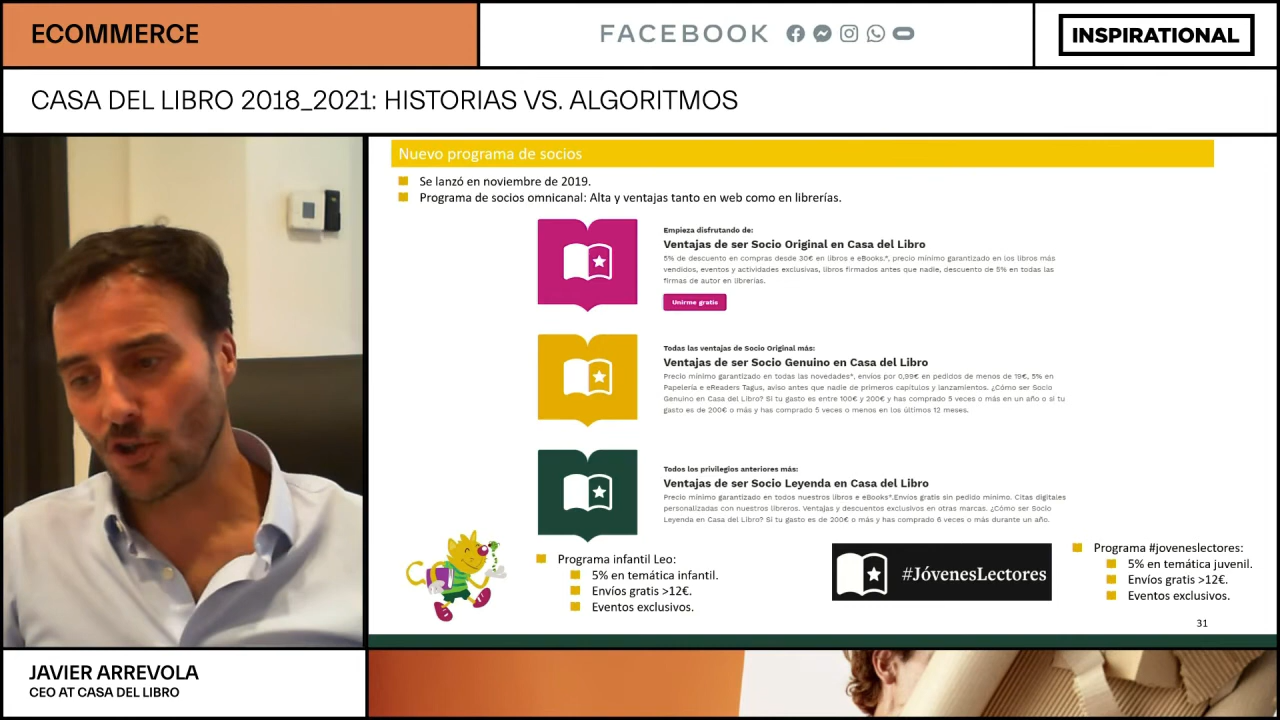 ECOMMERCE
FACEBOOK
INSPIRATIONAL
CASA DEL LIBRO 2018_2021: HISTORIAS VS. ALGORITMOS
Nuevo programa de socios
Se lanzó en noviembre de 2019.
Programa de socios omnicanal: Alta y ventajas tanto en web como en librerías.
Empieza disfrutando de:
Ventajas de ser Socio Original en Casa del Libro
5% de descuento en compras desde 30€ en libros e eBooks.*, precio mínimo garantizado en los libros más
vendidos, eventos y actividades exclusivas, libros firmados antes que nadie, descuento de 5% en todas las
firmas de autor en librerías.
Unirme gratis
Todas las ventajas de Socio Original más:
Ventajas de ser Socio Genuino en Casa del Libro
Precio mínimo garantizado en todas las novedades*, envíos por 0,99€ en pedidos de menos de 19€, 5% en
Papelería e eReaders Tagus, aviso antes que nadie de primeros capítulos y lanzamientos. ¿Cómo ser Socio
Genuino en Casa del Libro? Si tu gasto es entre 100€ y 200€ y has comprado 5 veces o más en un año o si tu
gasto es de 200€ o más y has comprado 5 veces o menos en los últimos 12 meses.
Todos los privilegios anteriores más:
Ventajas de ser Socio Leyenda en Casa del Libro
Precio mínimo garantizado en todos nuestros libros e eBooks*.Envíos gratis sin pedido mínimo. Citas digitales
personalizadas con nuestros libreros. Ventajas y descuentos exclusivos en otras marcas. ¿Cómo ser Socio
Leyenda en Casa del Libro? Si tu gasto es de 200€ o más y has comprado 6 veces o más durante un año.
Programa infantil Leo:
5% en temática infantil.
Envíos gratis >12€.
Eventos exclusivos.
#JóvenesLectores
Programa #joveneslectores:
5% en temática juvenil.
Envíos gratis >12€.
Eventos exclusivos.
31
JAVIER ARREVOLA
CEO AT CASA DEL LIBRO